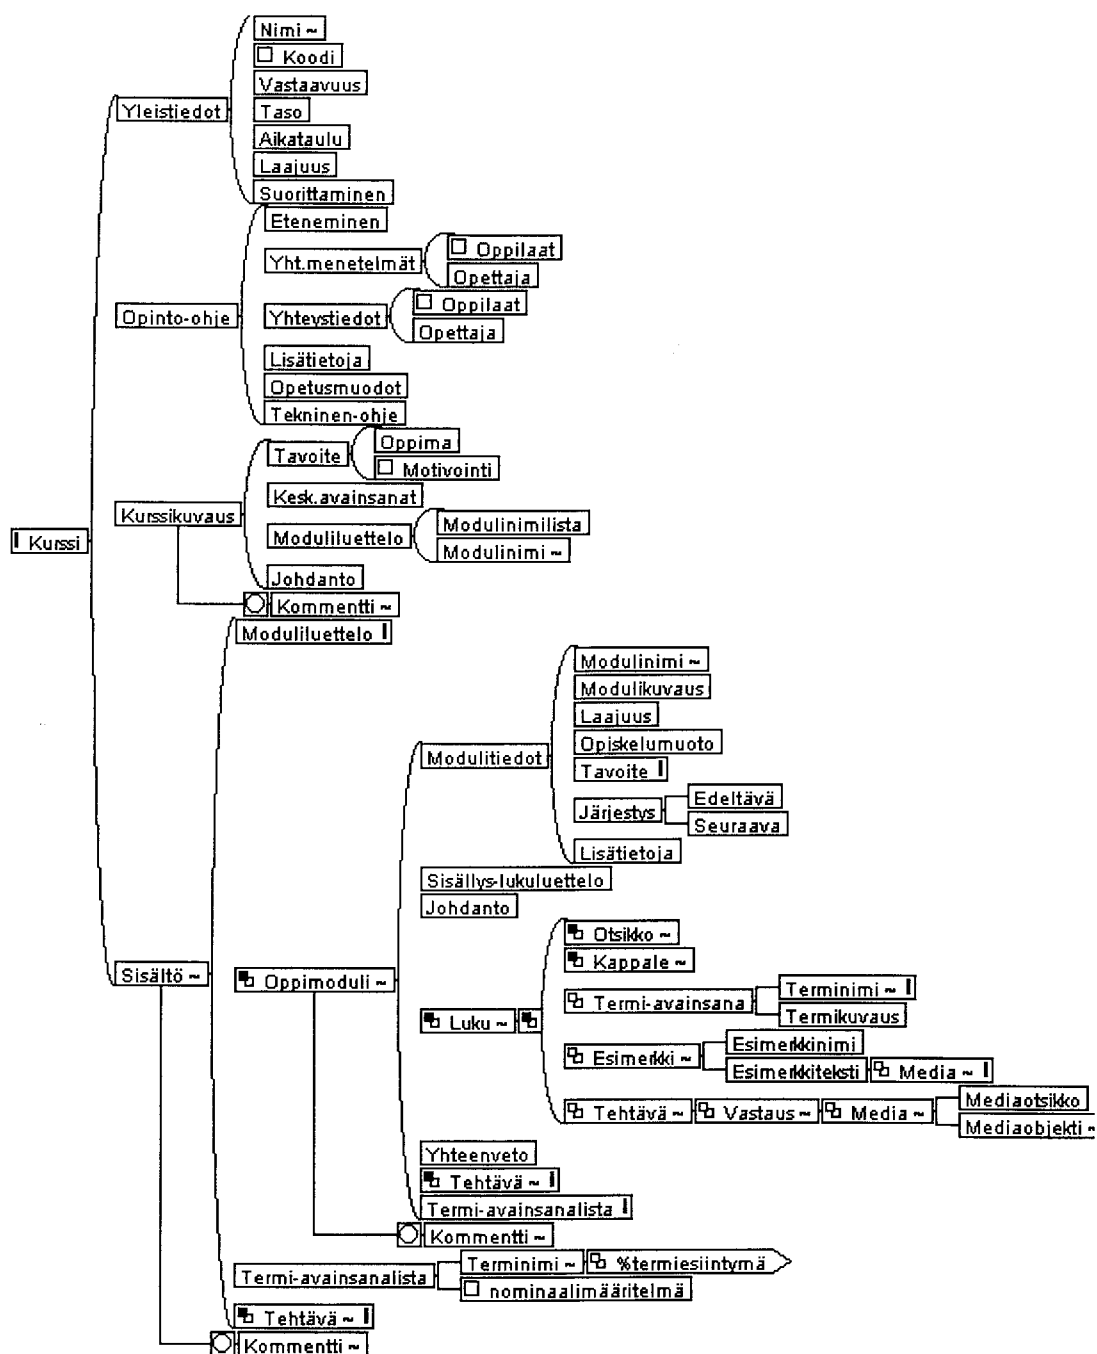 Nimi ~
Koodi
Vastaavuus
Yleistiedot
Taso
Aikataulu
Laajuus
Suorittaminen
Eteneminen
Oppilaat
Yht.menetelmät
Opettaja
Oppilaat
Opinto-ohje
Yhteystiedot
Opettaja
Lisätietoja
Opetusmuodot
Tekninen-ohje
Oppima
Tavoite
Motivointi
Kesk.avainsanat
Kurssikuvaus
Modulinimilista
Moduliluettelo
Kurssi
Modulinimi ~
Johdanto
Kommentti ~
Moduliluettelo
Modulinimi ~
Modulikuvaus
Laajuus
Opiskelumuoto
Modulitiedot
Tavoite
Edeltävä
Järjestys
Seuraava
Lisätietoja
Sisällys-lukuluettelo
Johdanto
Otsikko ~
Kappale ~
Sisältö ~
Oppimoduli ~
Terminimi ~
Termi-avainsana
Termikuvaus
Luku ~
Esimerkkinimi
Esimerkki ~
Esimerkkiteksti
Media ~
Mediaotsikko
Tehtävä ~
Vastaus ~
Media ~
Mediaobjekti ~
Yhteenveto
Tehtävä ~
Termi-avainsanalista
Kommentti ~
Terminimi ~
%termiesiintymä
Termi-avainsanalista
nominaalimääritelmä
Tehtävä ~
Kommentti ~